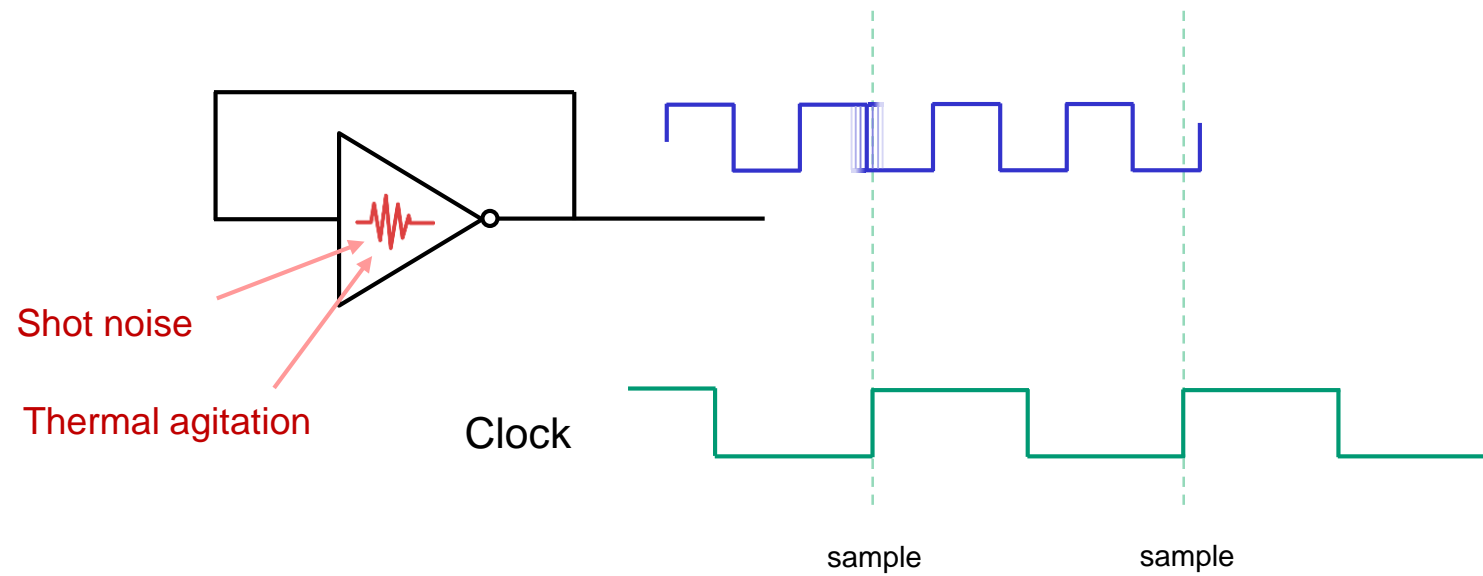 Shot noise
Thermal agitation
Clock
sample
sample